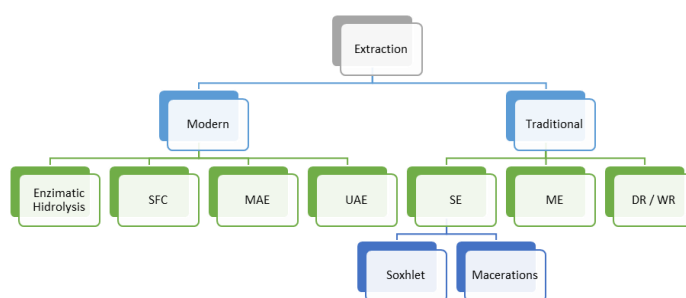 Extraction
Modern
Traditional
Enzimatic
Hidrolysis
SFC
MAE
UAE
SE
ME
DR / WR
Soxhlet
Macerations